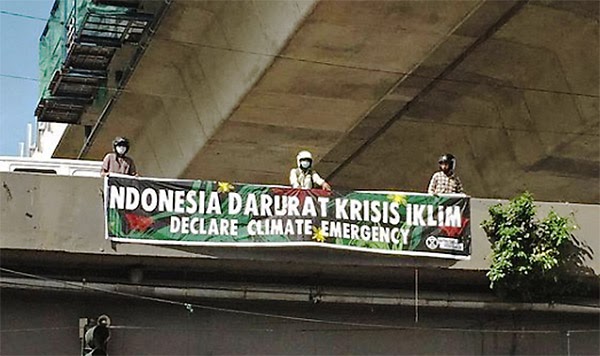 NDONESIA DARURAT KRISIS IKLIM
DECLARE CLIMATE EMERGENCY